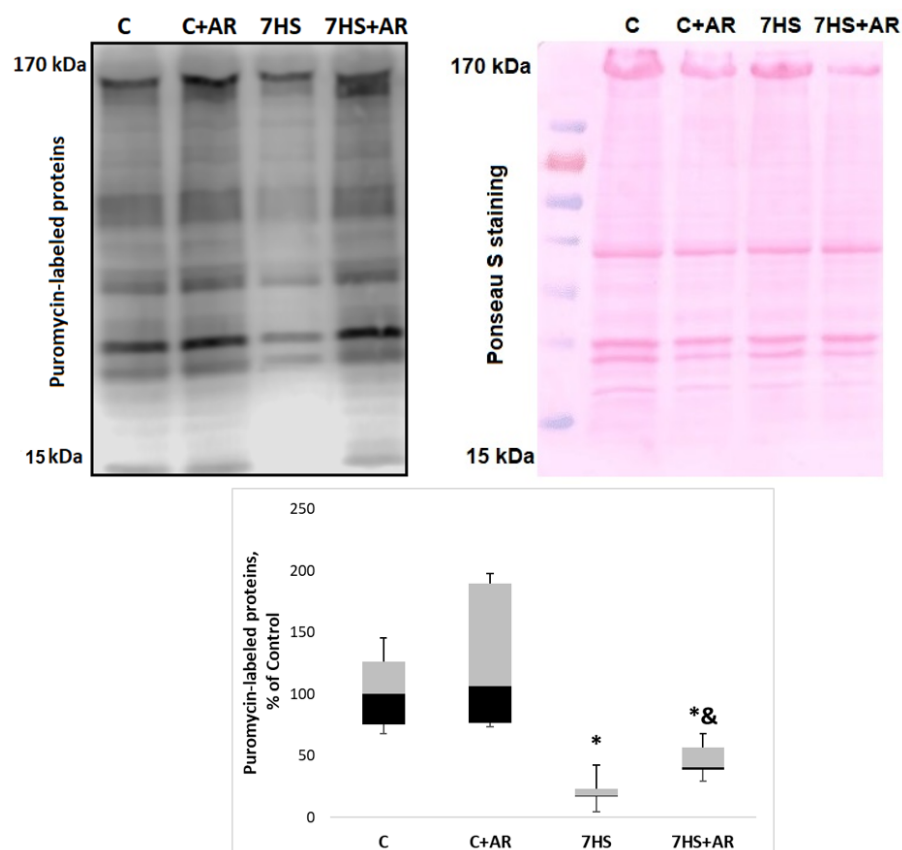 C C+AR 7HS 7HS+AR
170 kDa
Puromycin-labeled proteins
15 kDa
C C+AR 7HS 7HS+AR
170 kDa
Ponseau S staining
15 kDa
Puromycin-labeled proteins,
% of Control
250
200
150
100
50
0
*
*&
C C+AR 7HS 7HS+AR